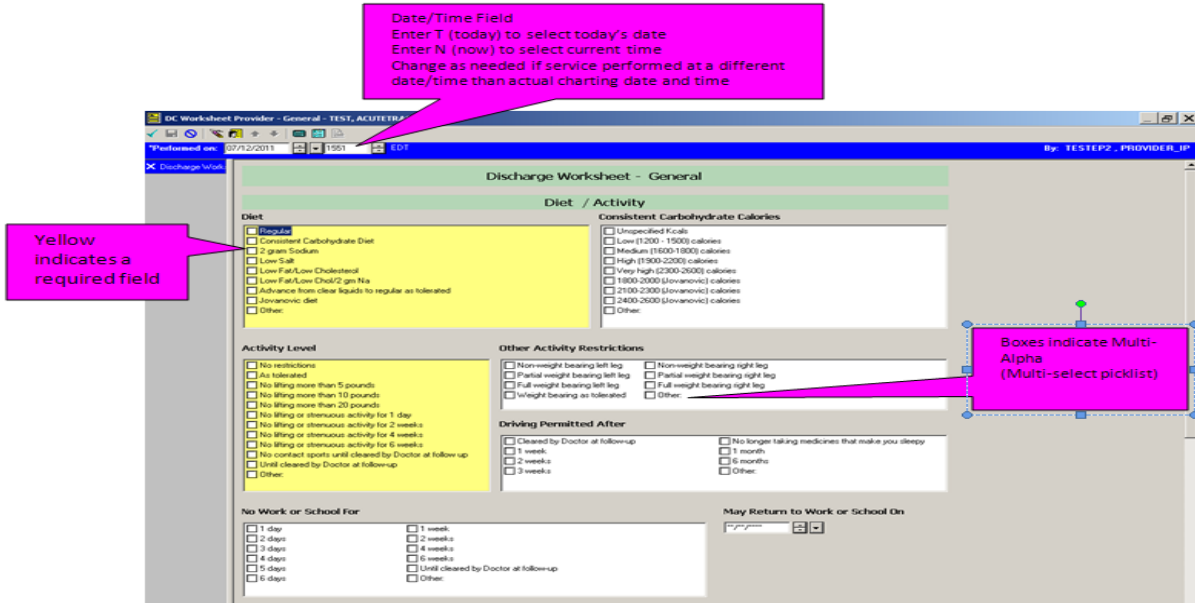 Date/Time Field
Enter T (today) to select today's date
Enter N (now) to select current time
Change as needed if service performed at a different
date/time than actual charting date and time
DC Worksheet Provider - General - TEST, ACUTETRA
*Performed on: 07/12/2011 1551 EDT By: TESTEP2 , PROVIDER_IP
Discharge Work
Discharge Worksheet - General
Diet / Activity
Yellow
indicates a
required field
Diet
Regular
Consistent Carbohydrate Diet
2 gram Sodium
Low Salt
Low Fat/Low Cholesterol
Low Fat/Low Chol/2 gm Na
Advance from clear liquids to regular as tolerated
Jovanovic diet
Other:
Consistent Carbohydrate Calories
Unspecified Kcals
Low (1200 - 1500) calories
Medium (1600-1800) calories
High (1900-2200) calories
Very high (2300-2600) calories
1800-2000 (Jovanovic) calories
2100-2300 (Jovanovic) calories
2400-2600 (Jovanovic) calories
Other:
Activity Level
No restrictions
As tolerated
No lifting more than 5 pounds
No lifting more than 10 pounds
No lifting more than 20 pounds
No lifting or strenuous activity for 1 day
No lifting or strenuous activity for 2 weeks
No lifting or strenuous activity for 4 weeks
No lifting or strenuous activity for 6 weeks
No contact sports until cleared by Doctor at follow up
Until cleared by Doctor at follow-up
Other:
Other Activity Restrictions
Non-weight bearing left leg Non-weight bearing right leg
Partial weight bearing left leg Partial weight bearing right leg
Full weight bearing left leg Full weight bearing right leg
Weight bearing as tolerated Other:
Boxes indicate Multi-
Alpha
(Multi-select picklist)
Driving Permitted After
Cleared by Doctor at follow-up No longer taking medicines that make you sleepy
1 week 1 month
2 weeks 6 months
3 weeks Other:
No Work or School For
1 day 1 week
2 days 2 weeks
3 days 4 weeks
4 days 6 weeks
5 days Until cleared by Doctor at follow-up
6 days Other:
May Return to Work or School On
**/**/****